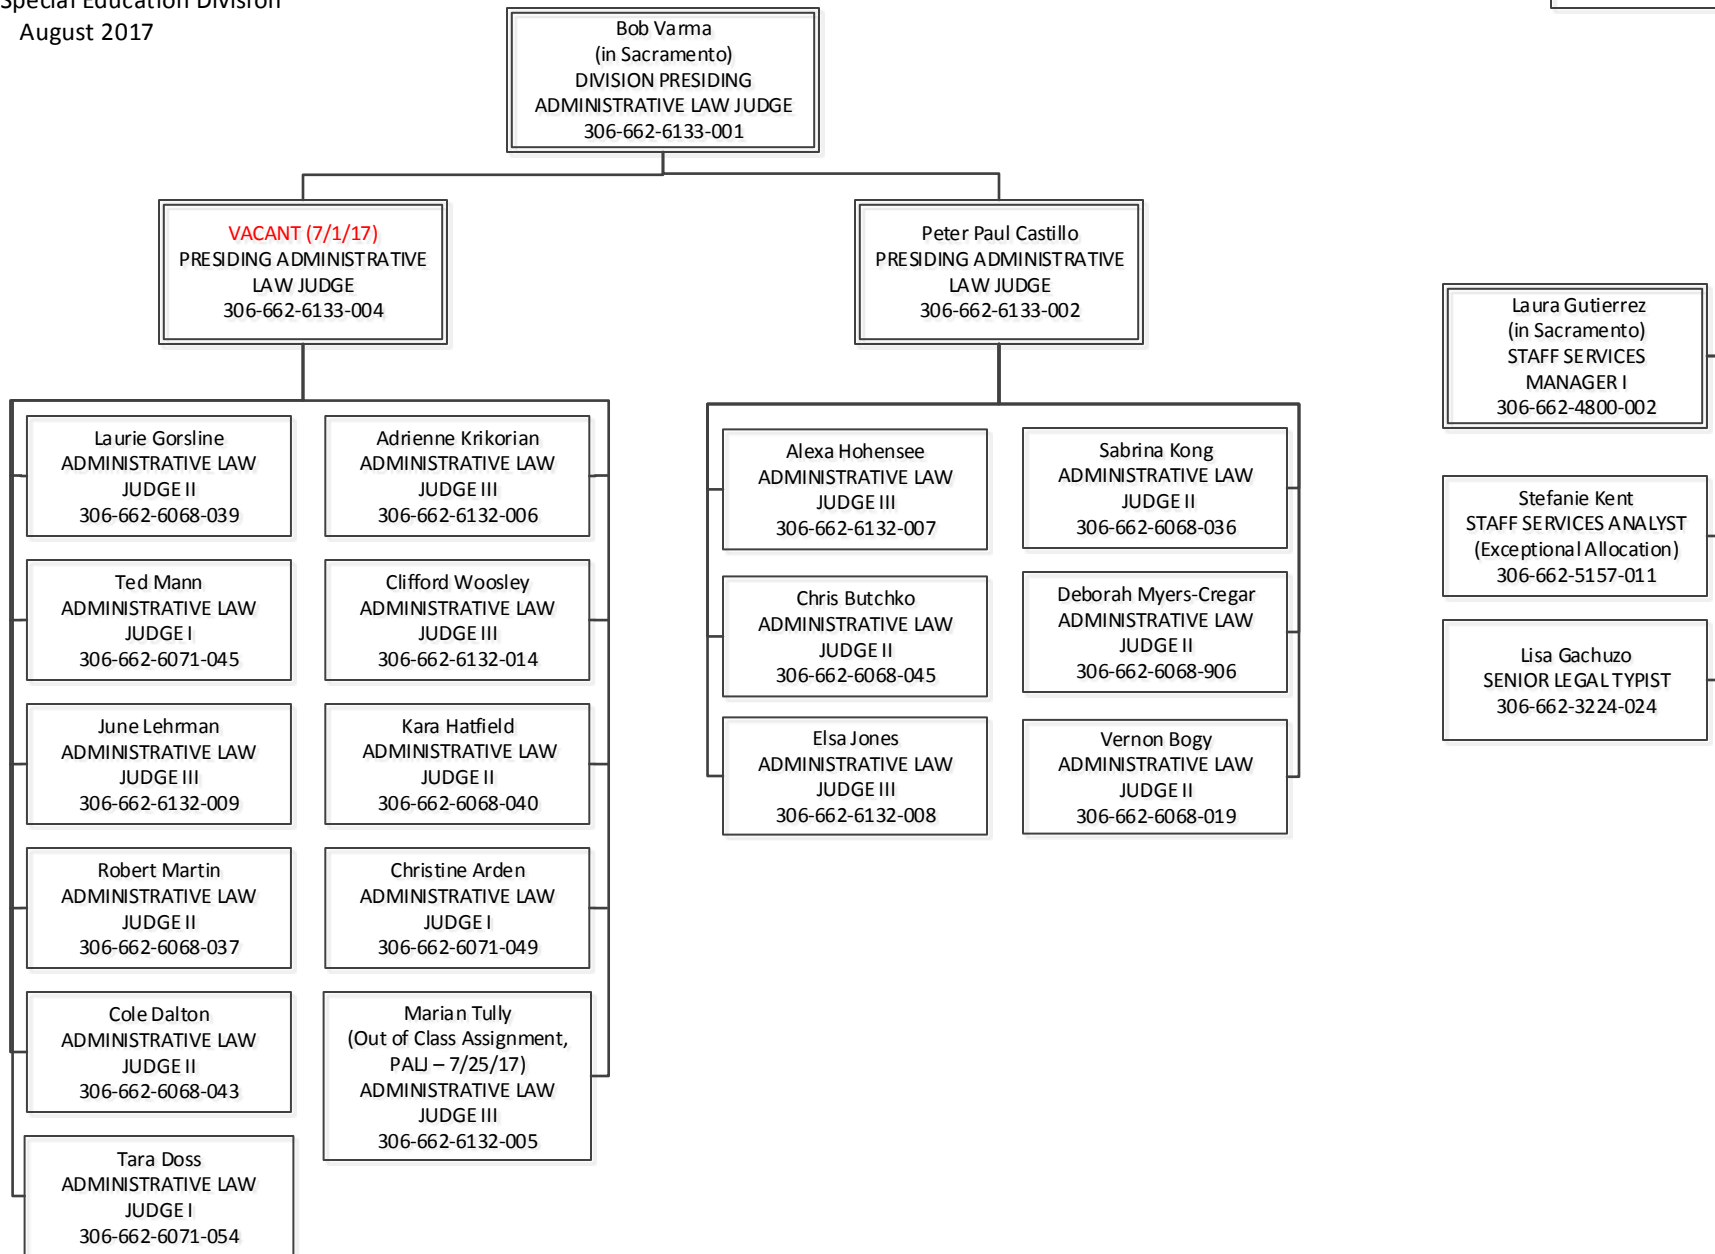 Special Education Division
August 2017
Bob Varma
(in Sacramento)
DIVISION PRESIDING
ADMINISTRATIVE LAW JUDGE
306-662-6133-001
VACANT (7/1/17)
PRESIDING ADMINISTRATIVE
LAW JUDGE
306-662-6133-004
Peter Paul Castillo
PRESIDING ADMINISTRATIVE
LAW JUDGE
306-662-6133-002
Laurie Gorsline
ADMINISTRATIVE LAW
JUDGE II
306-662-6068-039
Adrienne Krikorian
ADMINISTRATIVE LAW
JUDGE III
306-662-6132-006
Ted Mann
ADMINISTRATIVE LAW
JUDGE I
306-662-6071-045
Clifford Woosley
ADMINISTRATIVE LAW
JUDGE III
306-662-6132-014
June Lehrman
ADMINISTRATIVE LAW
JUDGE III
306-662-6132-009
Kara Hatfield
ADMINISTRATIVE LAW
JUDGE II
306-662-6068-040
Robert Martin
ADMINISTRATIVE LAW
JUDGE II
306-662-6068-037
Christine Arden
ADMINISTRATIVE LAW
JUDGE I
306-662-6071-049
Cole Dalton
ADMINISTRATIVE LAW
JUDGE II
306-662-6068-043
Marian Tully
(Out of Class Assignment,
PALJ – 7/25/17)
ADMINISTRATIVE LAW
JUDGE III
306-662-6132-005
Tara Doss
ADMINISTRATIVE LAW
JUDGE I
306-662-6071-054
Alexa Hohensee
ADMINISTRATIVE LAW
JUDGE III
306-662-6132-007
Sabrina Kong
ADMINISTRATIVE LAW
JUDGE II
306-662-6068-036
Chris Butchko
ADMINISTRATIVE LAW
JUDGE II
306-662-6068-045
Deborah Myers-Cregar
ADMINISTRATIVE LAW
JUDGE II
306-662-6068-906
Elsa Jones
ADMINISTRATIVE LAW
JUDGE III
306-662-6132-008
Vernon Bogy
ADMINISTRATIVE LAW
JUDGE II
306-662-6068-019
Laura Gutierrez
(in Sacramento)
STAFF SERVICES
MANAGER I
306-662-4800-002
Stefanie Kent
STAFF SERVICES ANALYST
(Exceptional Allocation)
306-662-5157-011
Lisa Gachuzo
SENIOR LEGAL TYPIST
306-662-3224-024